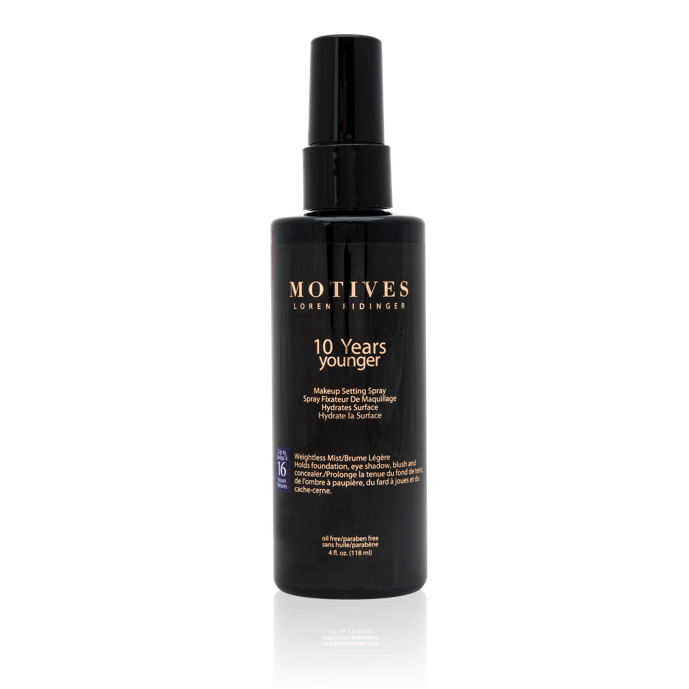 MOTIVES
LOREN RIDINGER
10 Years
younger
Makeup Setting Spray
Spray Fixateur De Maquillage
Hydrates Surface
Hydrate la Surface
Up to
Jusqu'à
16
hours
heures
Weightless Mist/Brume Légère
Holds foundation, eye shadow, blush and
concealer./Prolonge la tenue du fond de teint,
de l'ombre à paupière, du fard à joues et du
cache-cerne.
oil free/paraben free
sans huile/parabène
4 fl. oz. (118 ml)